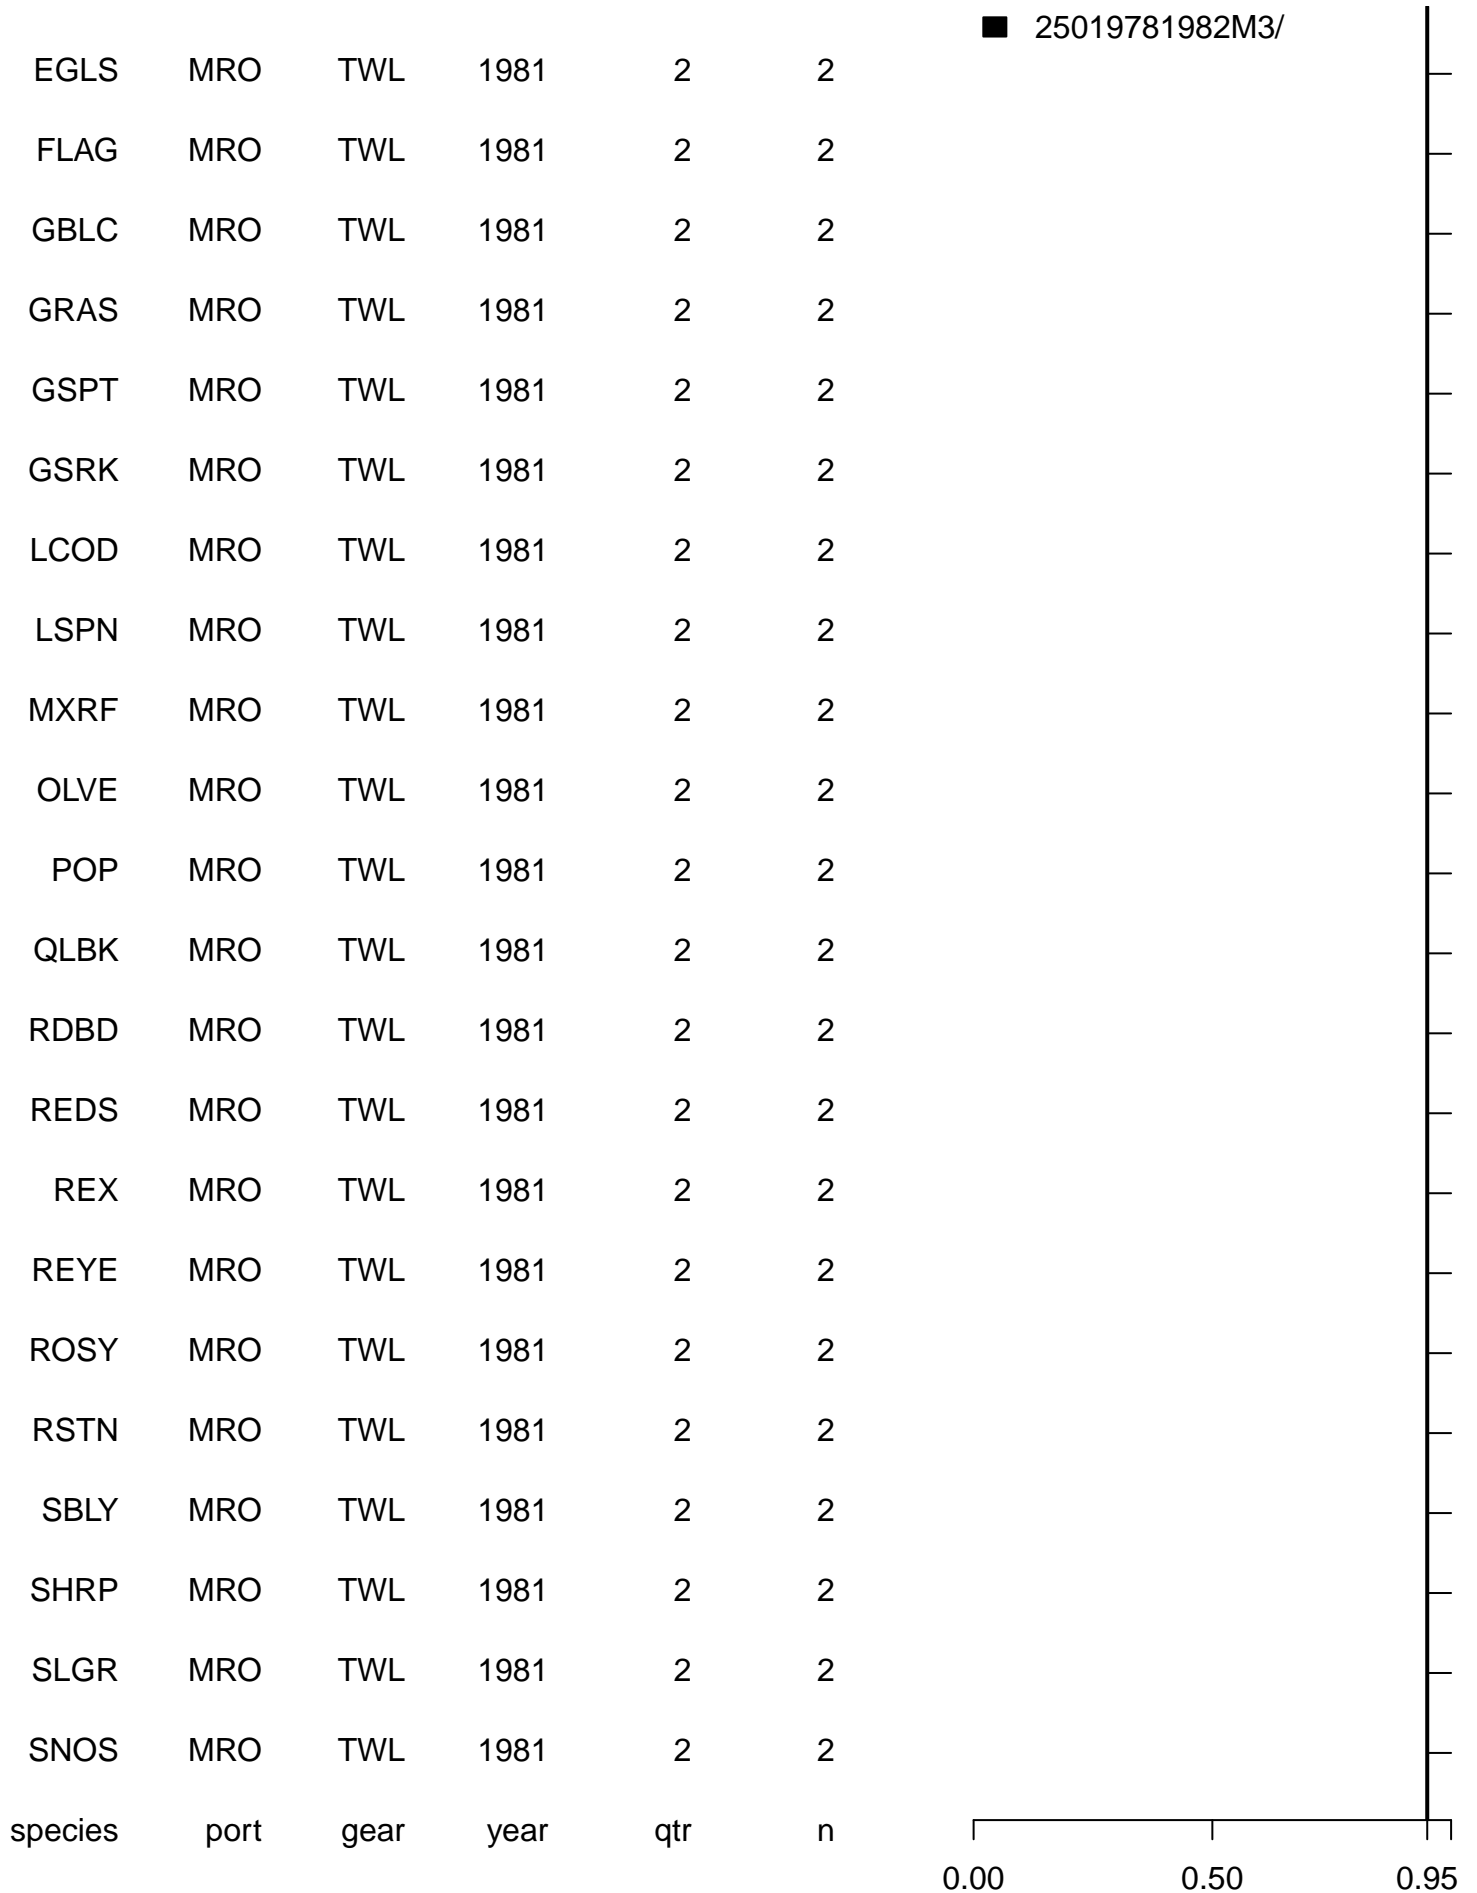 25019781982M3/
EGLS MRO TWL 1981 2 2
FLAG MRO TWL 1981 2 2
GBLC MRO TWL 1981 2 2
GRAS MRO TWL 1981 2 2
GSPT MRO TWL 1981 2 2
GSRK MRO TWL 1981 2 2
LCOD MRO TWL 1981 2 2
LSPN MRO TWL 1981 2 2
MXRF MRO TWL 1981 2 2
OLVE MRO TWL 1981 2 2
POP MRO TWL 1981 2 2
QLBK MRO TWL 1981 2 2
RDBD MRO TWL 1981 2 2
REDS MRO TWL 1981 2 2
REX MRO TWL 1981 2 2
REYE MRO TWL 1981 2 2
ROSY MRO TWL 1981 2 2
RSTN MRO TWL 1981 2 2
SBLY MRO TWL 1981 2 2
SHRP MRO TWL 1981 2 2
SLGR MRO TWL 1981 2 2
SNOS MRO TWL 1981 2 2
species port gear year qtr n
0.00 0.50 0.95